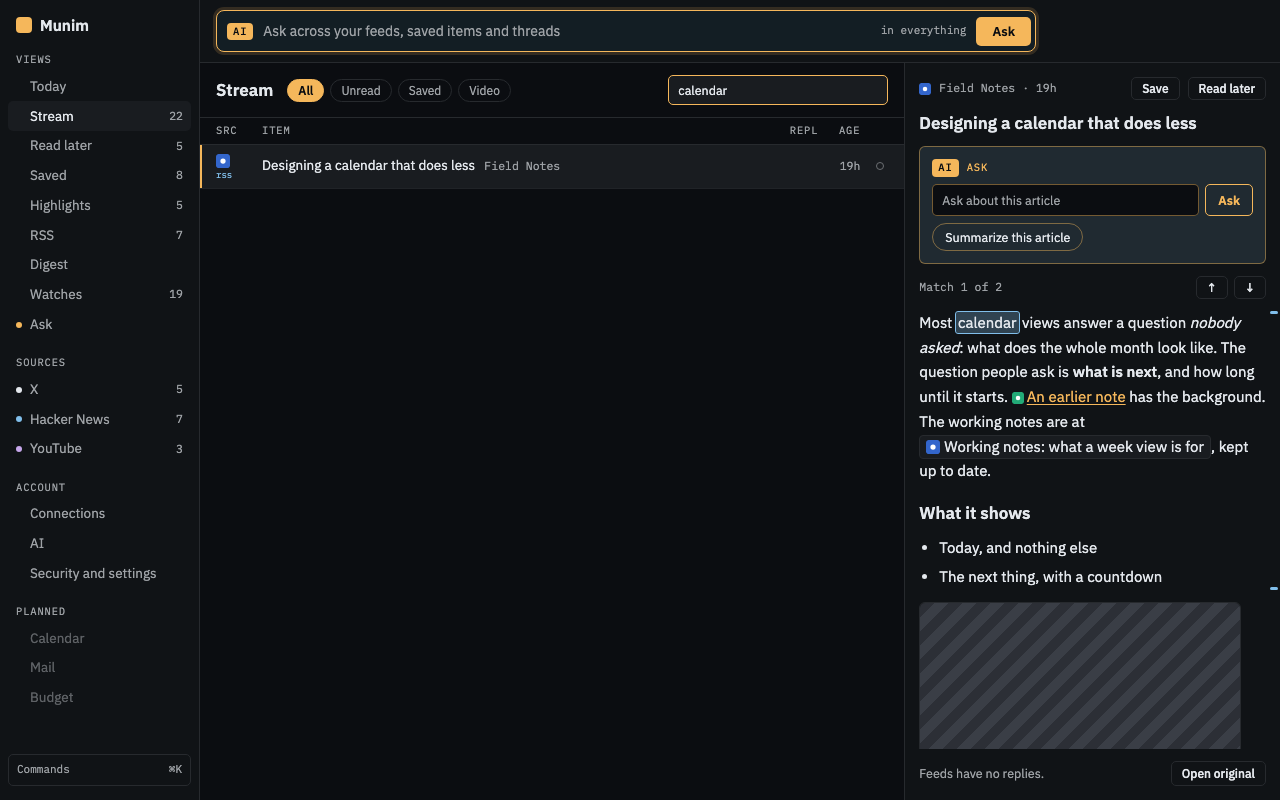 Munim
VIEWS
Today
Stream 22
Read later 5
Saved 8
Highlights 5
RSS 7
Digest
Watches 19
Ask
SOURCES
X 5
Hacker News 7
YouTube 3
ACCOUNT
Connections
AI
Security and settings
PLANNED
Calendar
Mail
Budget
Commands ⌘K
AI Ask across your feeds, saved items and threads in everything Ask
Stream All Unread Saved Video calendar
SRC ITEM REPL AGE
rss Designing a calendar that does less Field Notes 19h
Field Notes · 19h Save Read later
Designing a calendar that does less
AI ASK
Ask about this article Ask
Summarize this article
Match 1 of 2 ↑ ↓
Most calendar views answer a question nobody
asked: what does the whole month look like. The
question people ask is what is next, and how long
until it starts. An earlier note has the background.
The working notes are at
Working notes: what a week view is for , kept
up to date.
What it shows
• Today, and nothing else
• The next thing, with a countdown
Feeds have no replies. Open original